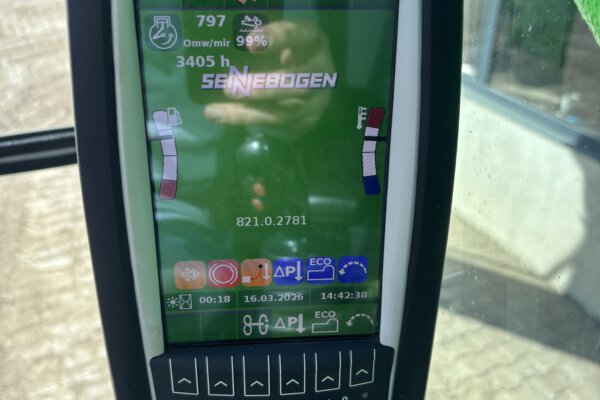 797
Omw/mlr
99%
3405 h
SENNEBOGEN
821.0.2781
ΔP ECO
00:18 16.03.2026 14:42:38
ΔP ECO